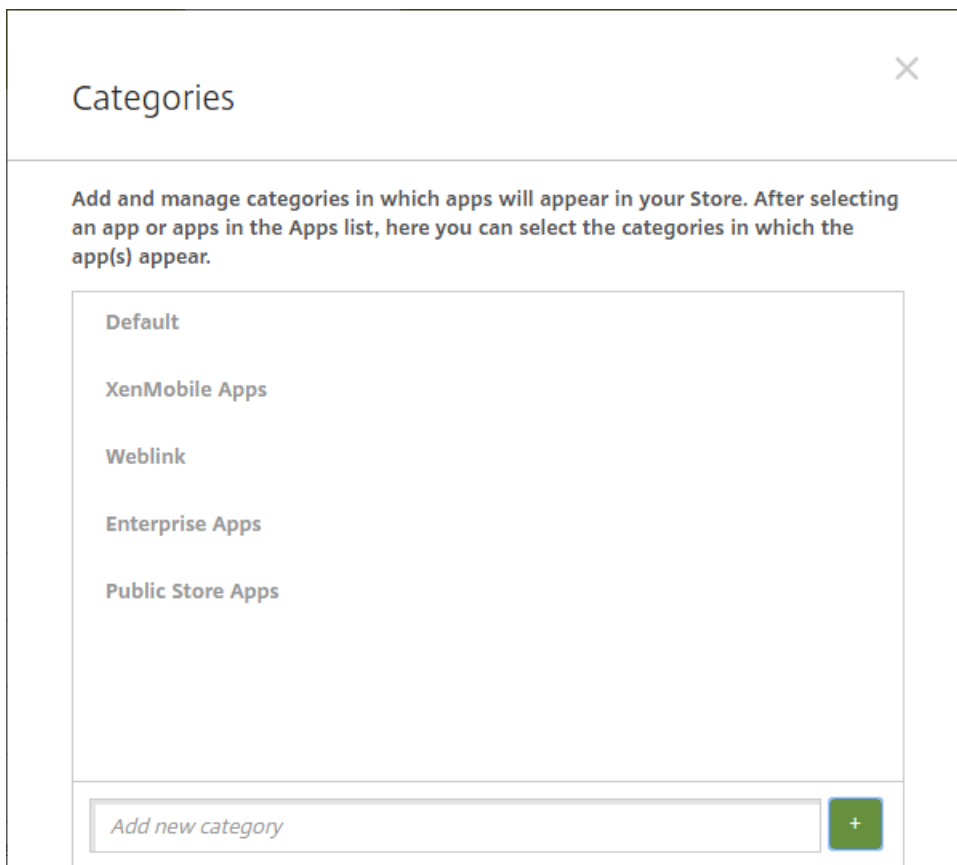 Categories
Add and manage categories in which apps will appear in your Store. After selecting
an app or apps in the Apps list, here you can select the categories in which the
app(s) appear.
Default
XenMobile Apps
Weblink
Enterprise Apps
Public Store Apps
Add new category
+